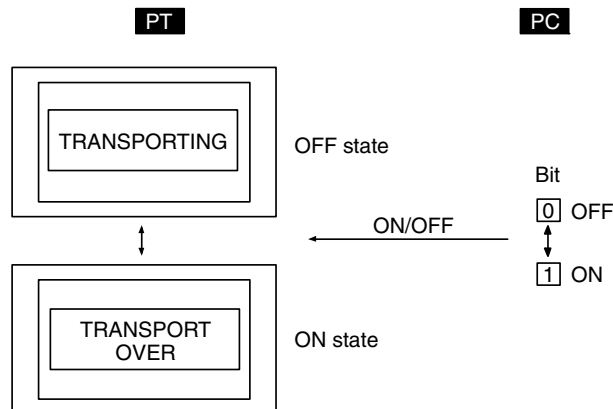 PT
PC
TRANSPORTING
OFF state
Bit
0 OFF
ON/OFF
1 ON
TRANSPORT
OVER
ON state